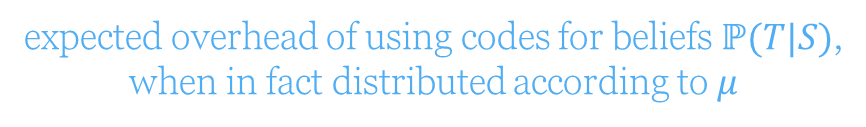 expected overhead of using codes for beliefs ℙ(T|S),
when in fact distributed according to μ